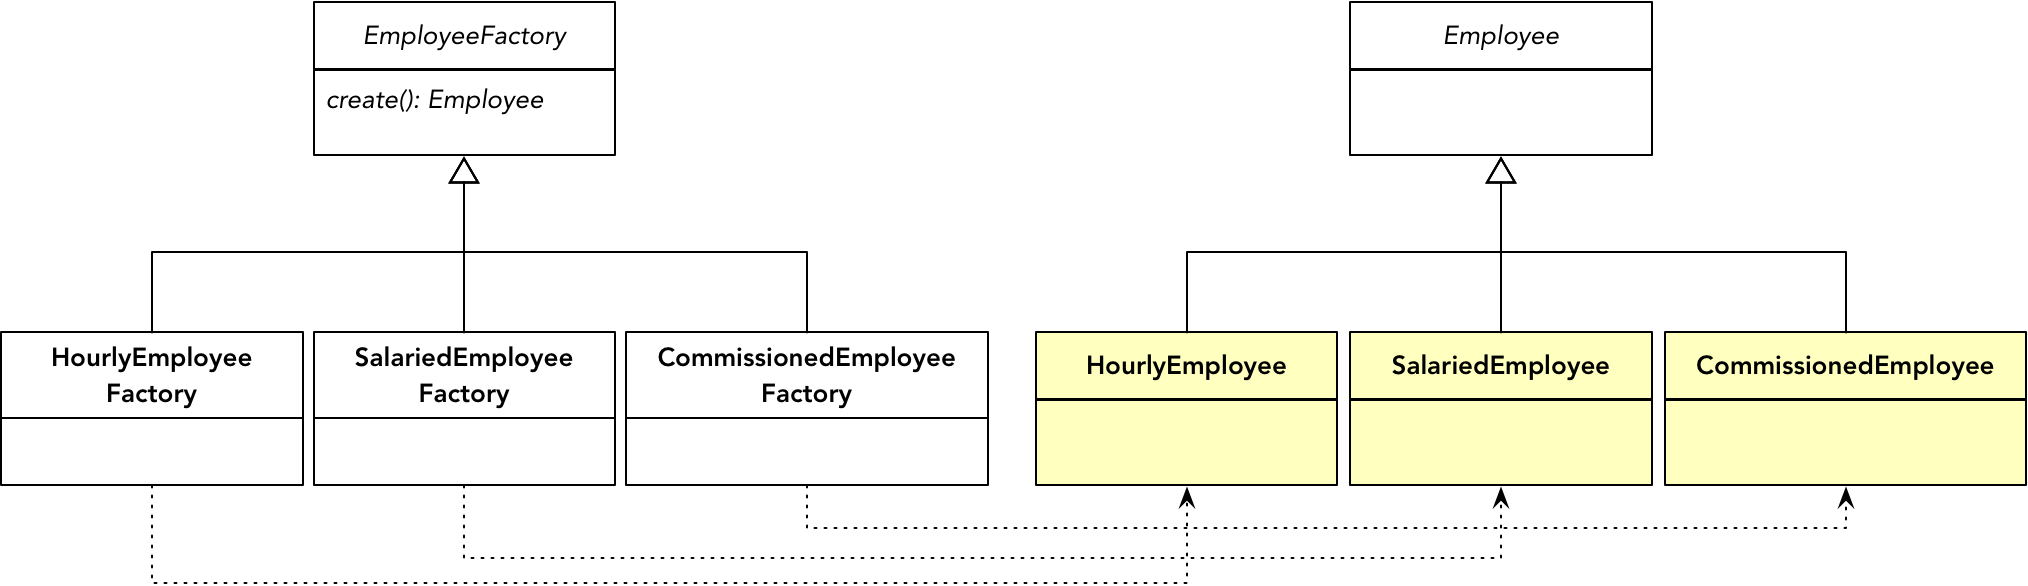 EmployeeFactory
create(): Employee
Employee
HourlyEmployee
Factory
SalariedEmployee
Factory
CommissionedEmployee
Factory
HourlyEmployee
SalariedEmployee
CommissionedEmployee